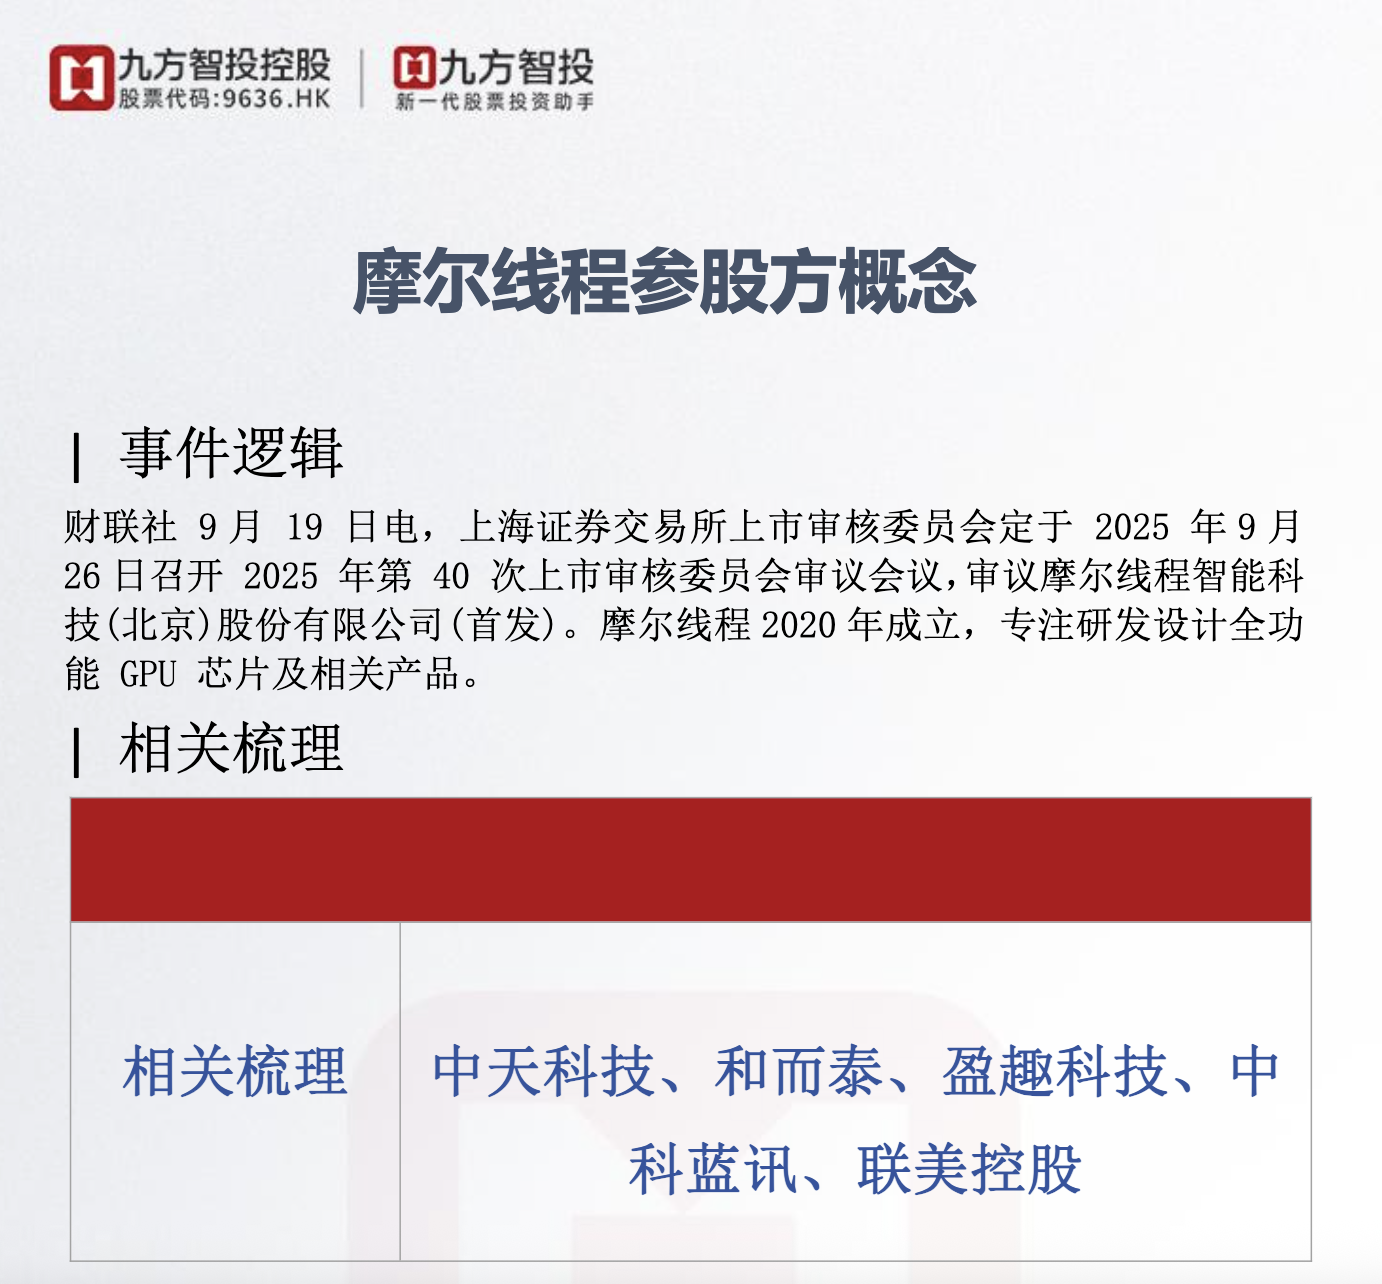 九方智投控股
股票代码:9636.HK
九方智投
新一代股票投资助手
摩尔线程参股方概念
| 事件逻辑
财联社 9月 19 日电，上海证券交易所上市审核委员会定于 2025 年9月
26日召开 2025 年第 40 次上市审核委员会审议会议,审议摩尔线程智能科
技(北京)股份有限公司(首发)。摩尔线程2020年成立，专注研发设计全功
能 GPU 芯片及相关产品。
| 相关梳理
相关梳理
中天科技、和而泰、盈趣科技、中
科蓝讯、联美控股